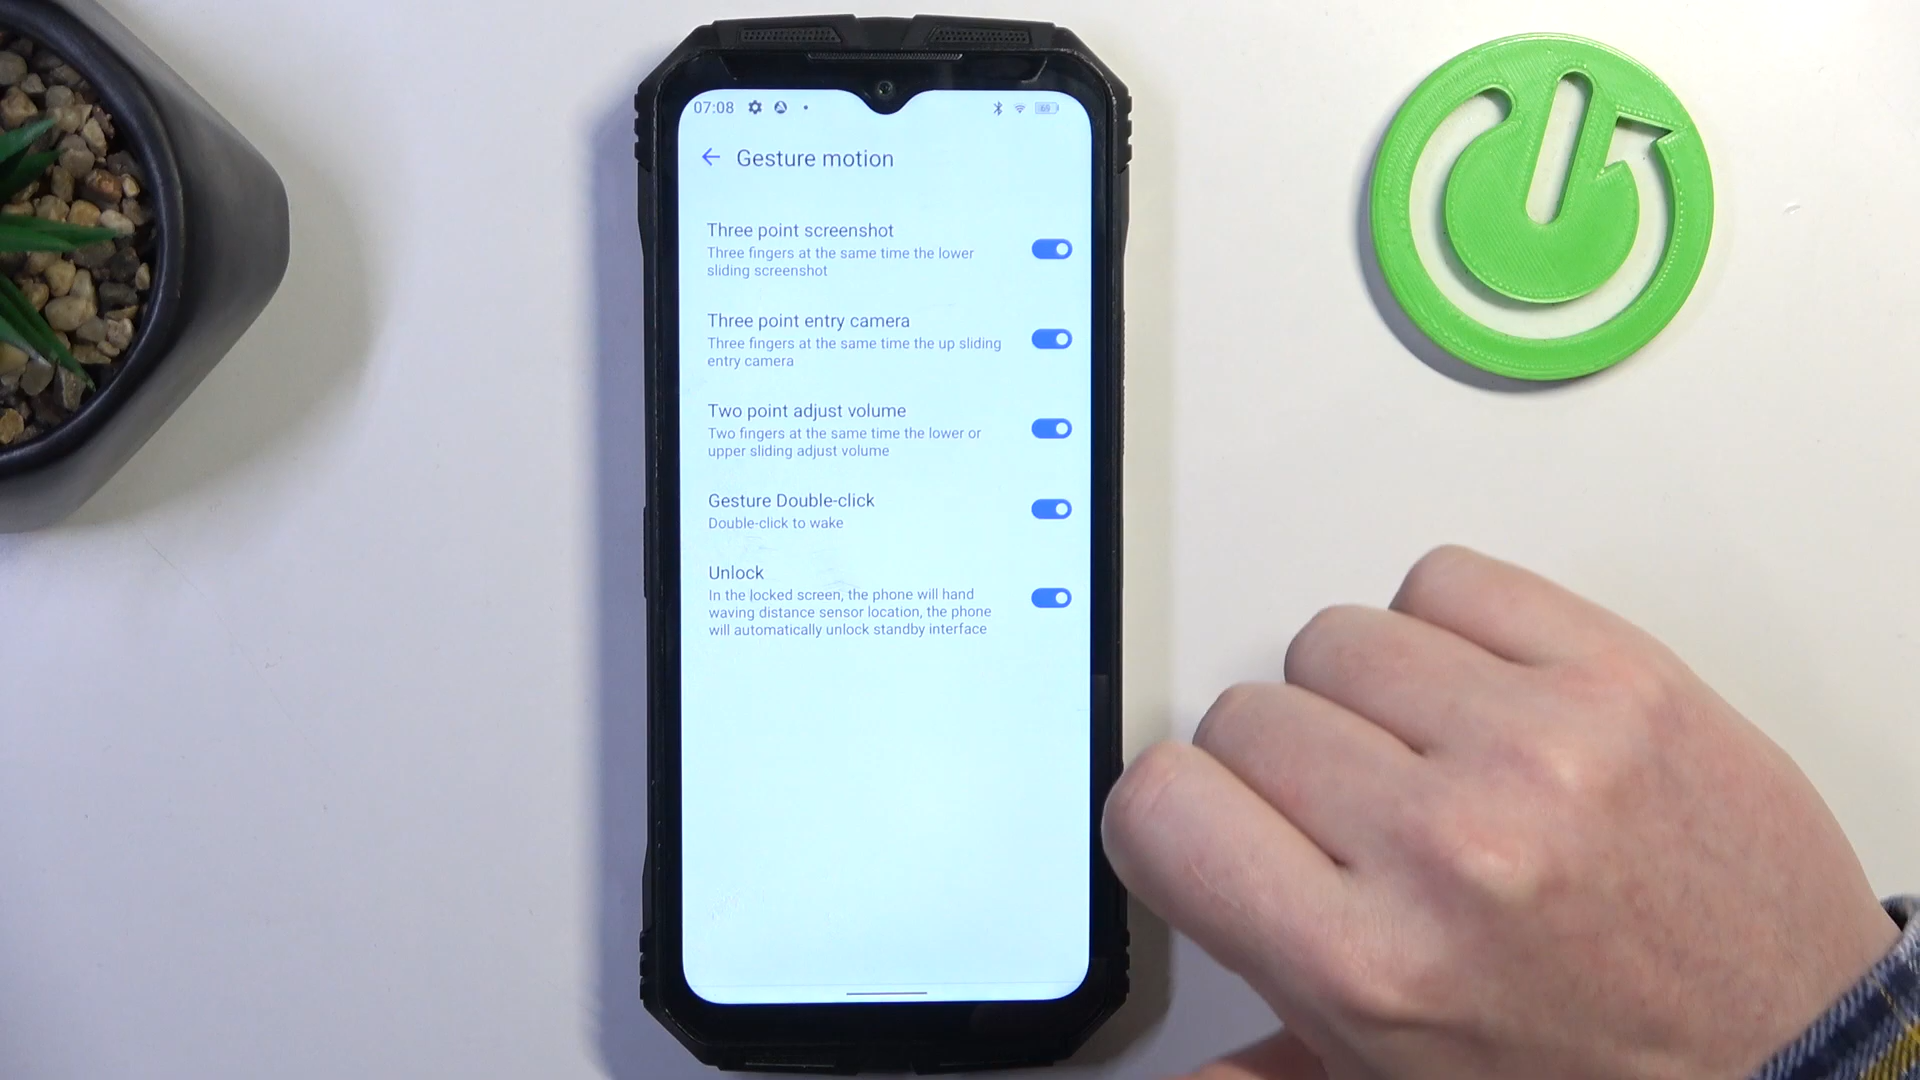 07:08
69
Gesture motion
Three point screenshot
Three fingers at the same time the lower
sliding screenshot
Three point entry camera
Three fingers at the same time the up sliding
entry camera
Two point adjust volume
Two fingers at the same time the lower or
upper sliding adjust volume
Gesture Double-click
Double-click to wake
Unlock
In the locked screen, the phone will hand
waving distance sensor location, the phone
will automatically unlock standby interface